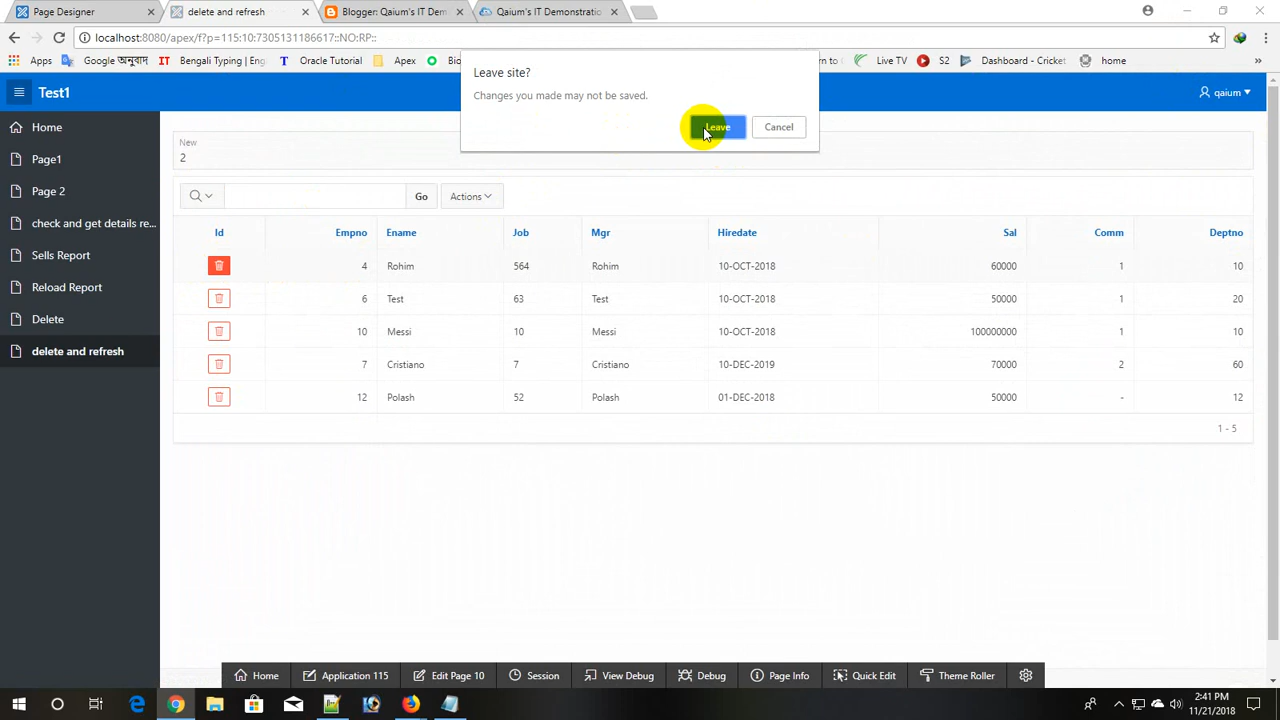 Page Designer
delete and refresh
Blogger: Qaium's IT Dem
Qaium's IT Demonstratio
localhost:8080/apex/f?p=115:10:7305131186617::NO:RP::
Apps
Google অনুবাদ
Bengali Typing | Engl
Oracle Tutorial
Apex
Live TV
S2
Dashboard - Cricket
home
»
Leave site?
Changes you made may not be saved.
Leave
Cancel
Test1
qaium
Home
Page1
Page 2
check and get details re...
Sells Report
Reload Report
Delete
delete and refresh
New
2
Go
Actions
Id Empno Ename Job Mgr Hiredate Sal Comm Deptno
4 Rohim 564 Rohim 10-OCT-2018 60000 1 10
6 Test 63 Test 10-OCT-2018 50000 1 20
10 Messi 10 Messi 10-OCT-2018 100000000 1 10
7 Cristiano 7 Cristiano 10-DEC-2019 70000 2 60
12 Polash 52 Polash 01-DEC-2018 50000 - 12
1 - 5
Home
Application 115
Edit Page 10
Session
View Debug
Debug
Page Info
Quick Edit
Theme Roller
2:41 PM
11/21/2018